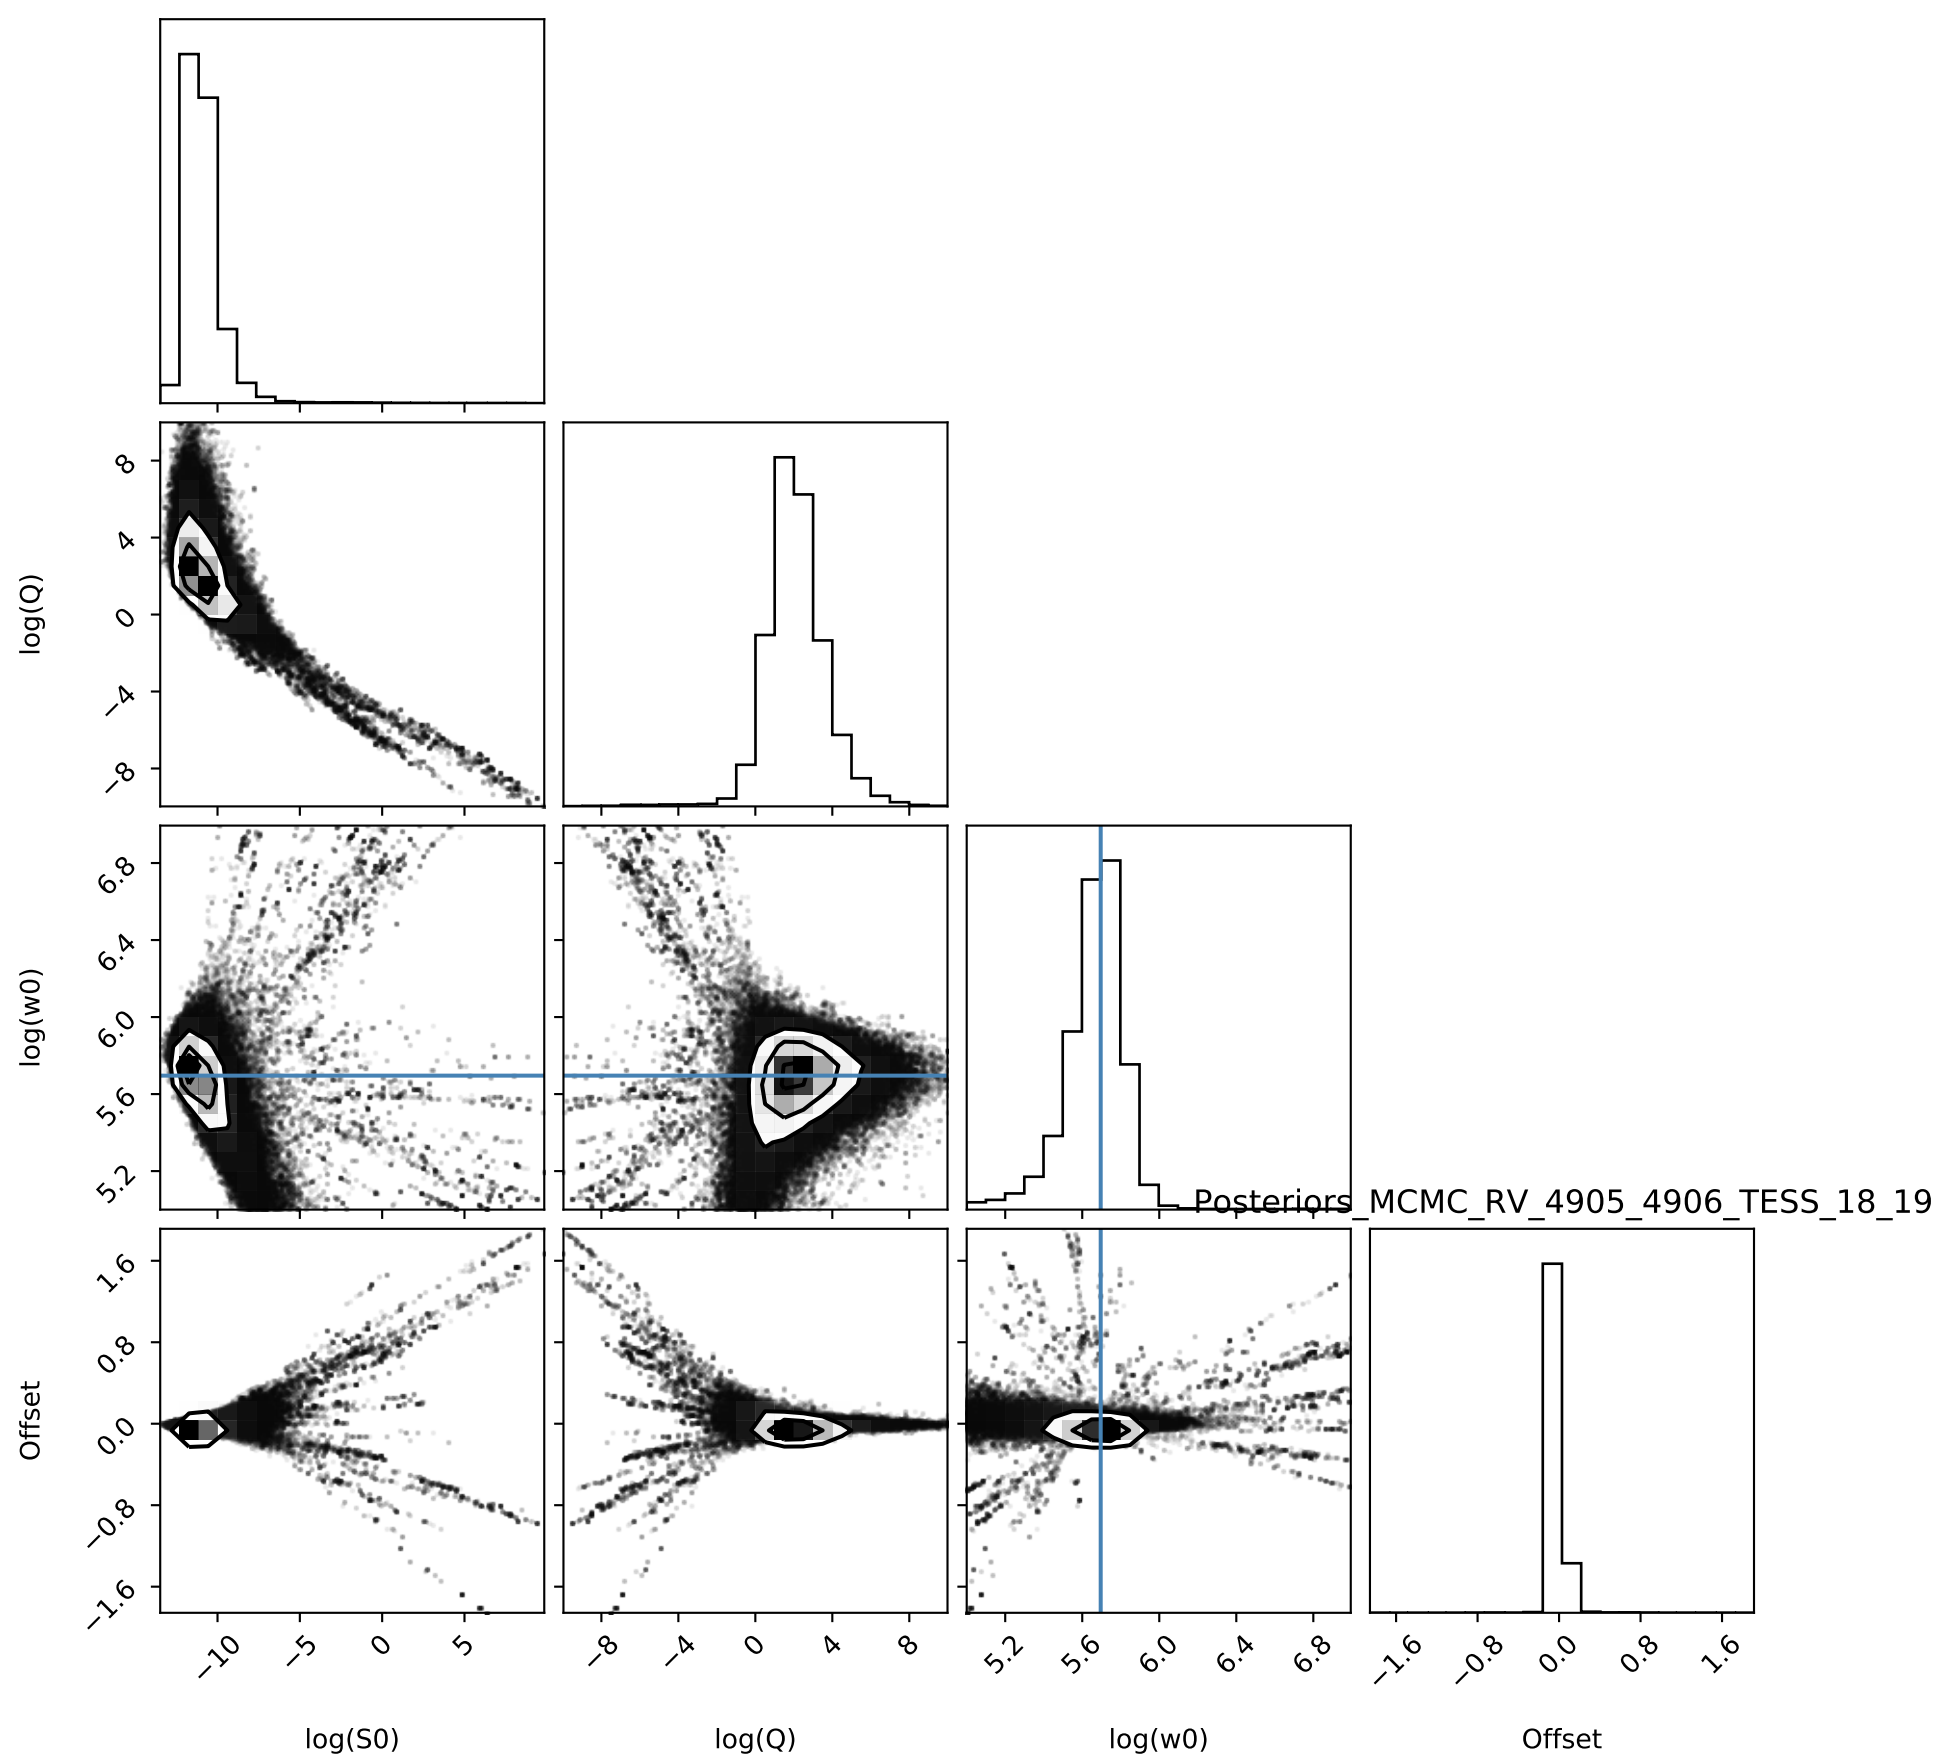 8
4
0
−4
−8
log(Q)
6.8
6.4
6.0
5.6
5.2
log(w0)
Posteriors_MCMC_RV_4905_4906_TESS_18_19
1.6
0.8
0.0
−0.8
−1.6
Offset
−10 −5 0 5
−8 −4 0 4 8
5.2 5.6 6.0 6.4 6.8
−1.6 −0.8 0.0 0.8 1.6
log(S0) log(Q) log(w0) Offset